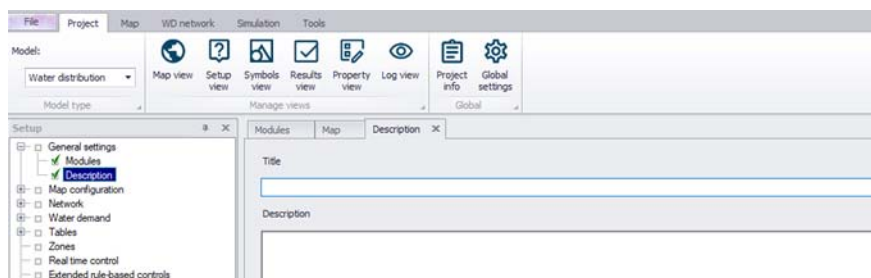 File Project Map WD network Simulation Tools
Model:
Water distribution
Map view Setup view Symbols view Results view Property view Log view Project info Global settings
Model type Manage views Global
Setup
Modules Map Description
General settings
Modules
Description
Map configuration
Network
Water demand
Tables
Zones
Real time control
Extended rule-based controls
Title
Description